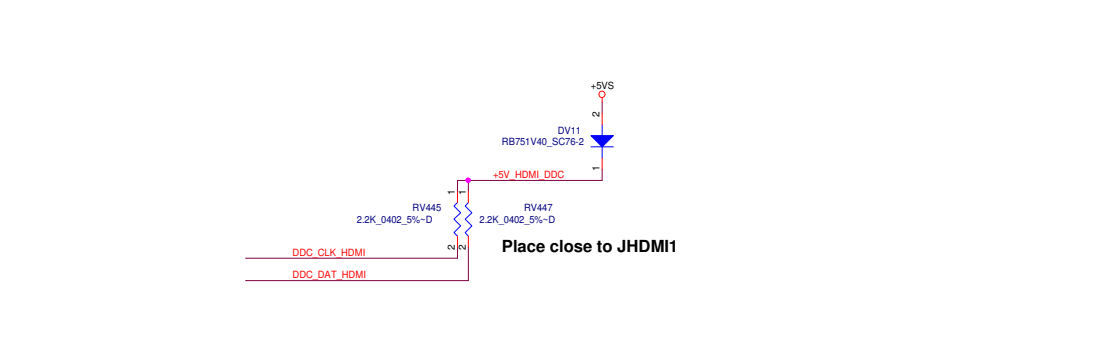 +5VS
2
DV11
RB751V40_SC76-2
1
+5V_HDMI_DDC
1 1
RV445 RV447
2.2K_0402_5%~D 2.2K_0402_5%~D
2 2
Place close to JHDMI1
DDC_CLK_HDMI
DDC_DAT_HDMI